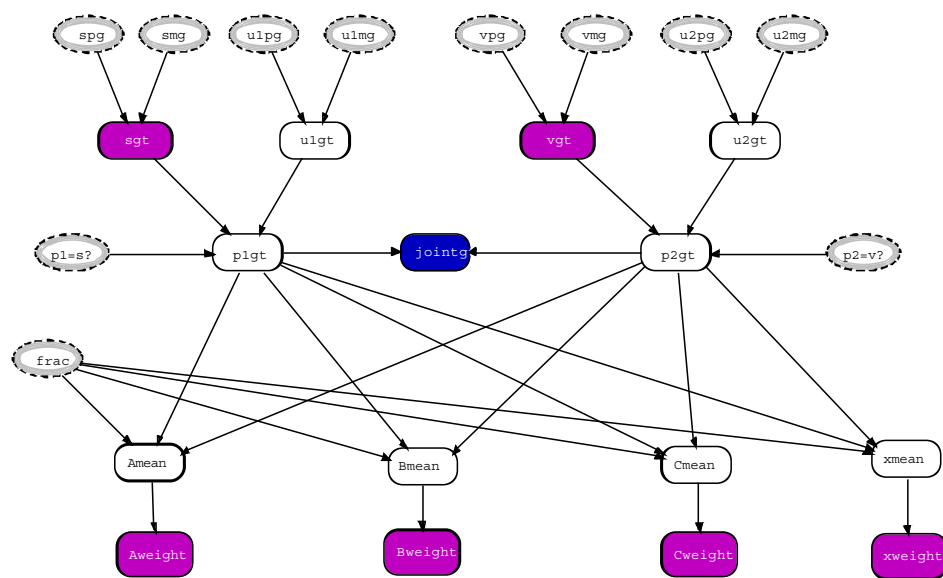 spg smg u1pg u1mg vpg vmg u2pg u2mg
sgt u1gt vgt u2gt
p1=s? p1gt jointg p2gt p2=v?
frac
Amean Bmean Cmean xmean
Aweight Bweight Cweight xweight